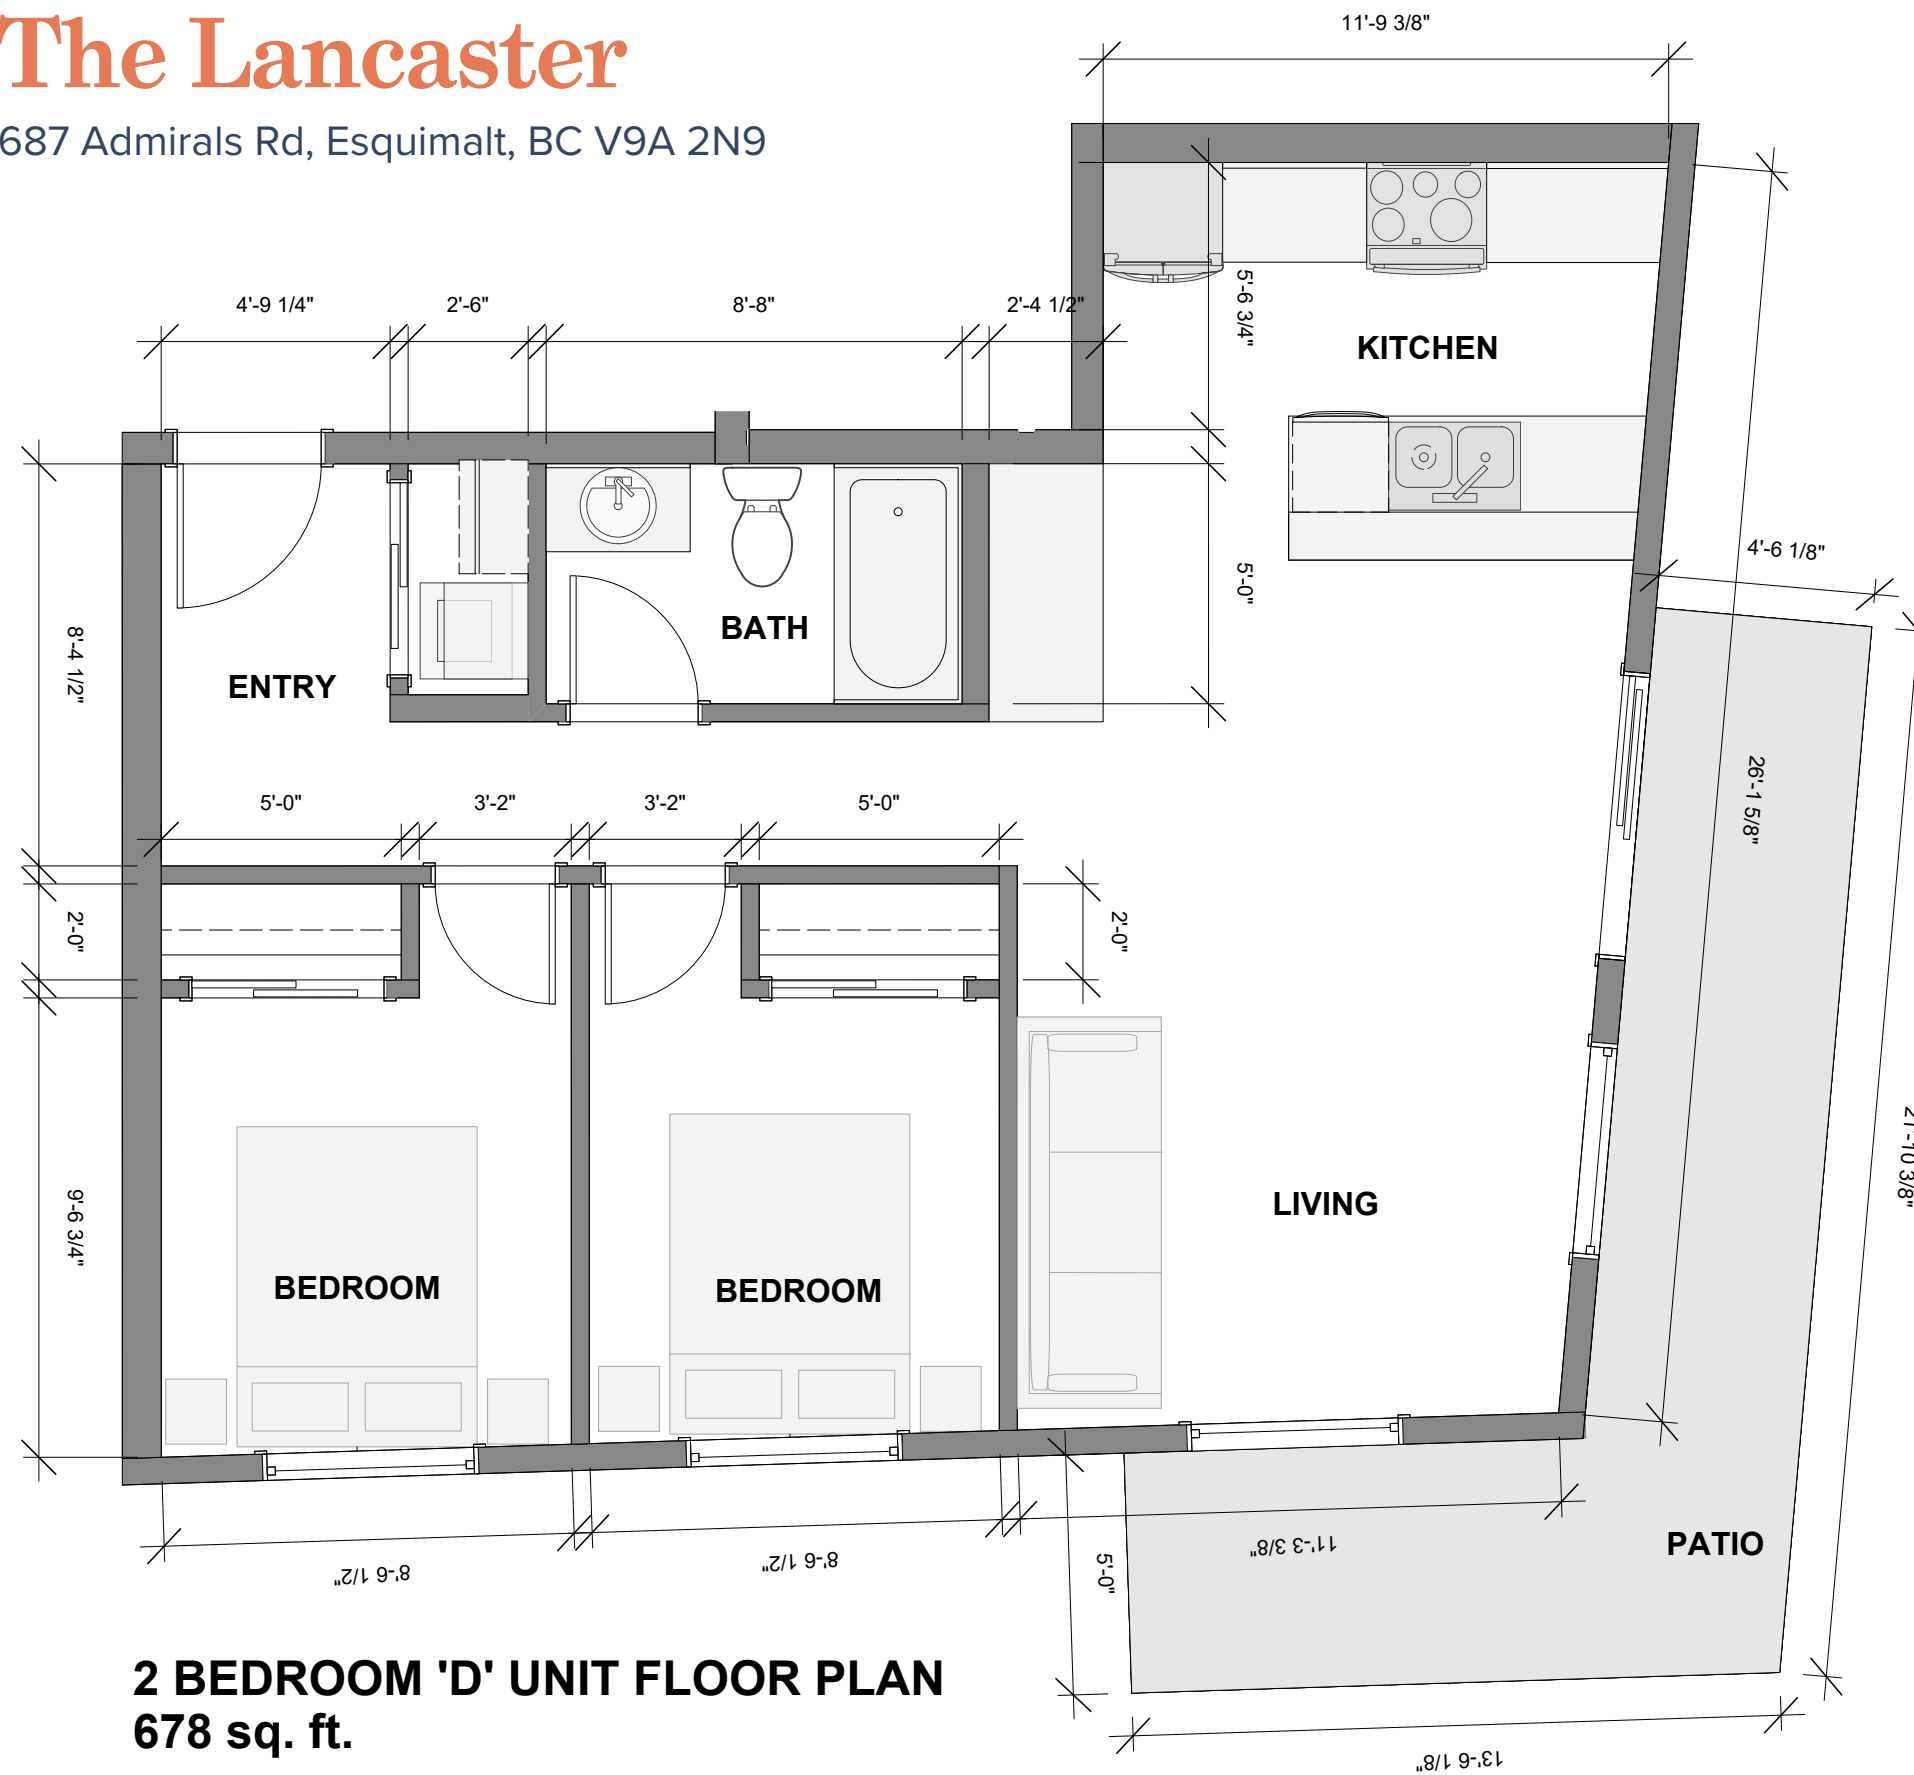 The Lancaster
687 Admirals Rd, Esquimalt, BC V9A 2N9
11'-9 3/8"
4'-9 1/4"
2'-6"
8'-8"
2'-4 1/2"
5'-6 3/4"
KITCHEN
4'-6 1/8"
5'-0"
BATH
8'-4 1/2"
ENTRY
26'-1 5/8"
5'-0"
3'-2"
3'-2"
5'-0"
2'-0"
2'-0"
21'-10 3/8"
9'-6 3/4"
LIVING
BEDROOM
BEDROOM
11'-3 3/8"
PATIO
8'-6 1/2"
8'-6 1/2"
5'-0"
2 BEDROOM 'D' UNIT FLOOR PLAN
678 sq. ft.
13'-6 1/8"